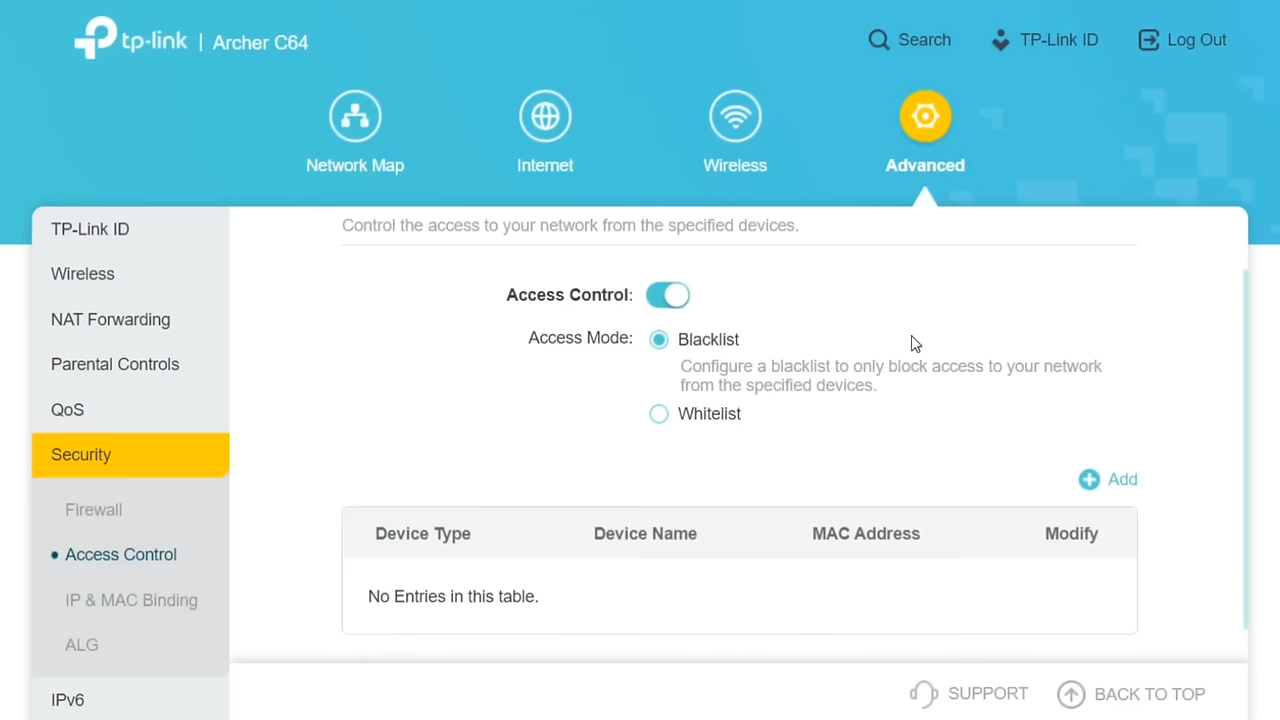 tp-link | Archer C64
Search
TP-Link ID
Log Out
Network Map
Internet
Wireless
Advanced
TP-Link ID
Wireless
NAT Forwarding
Parental Controls
QoS
Security
Firewall
Access Control
IP & MAC Binding
ALG
IPv6
Control the access to your network from the specified devices.
Access Control:
Access Mode:
Blacklist
Configure a blacklist to only block access to your network
from the specified devices.
Whitelist
Add
Device Type Device Name MAC Address Modify
No Entries in this table.
SUPPORT
BACK TO TOP